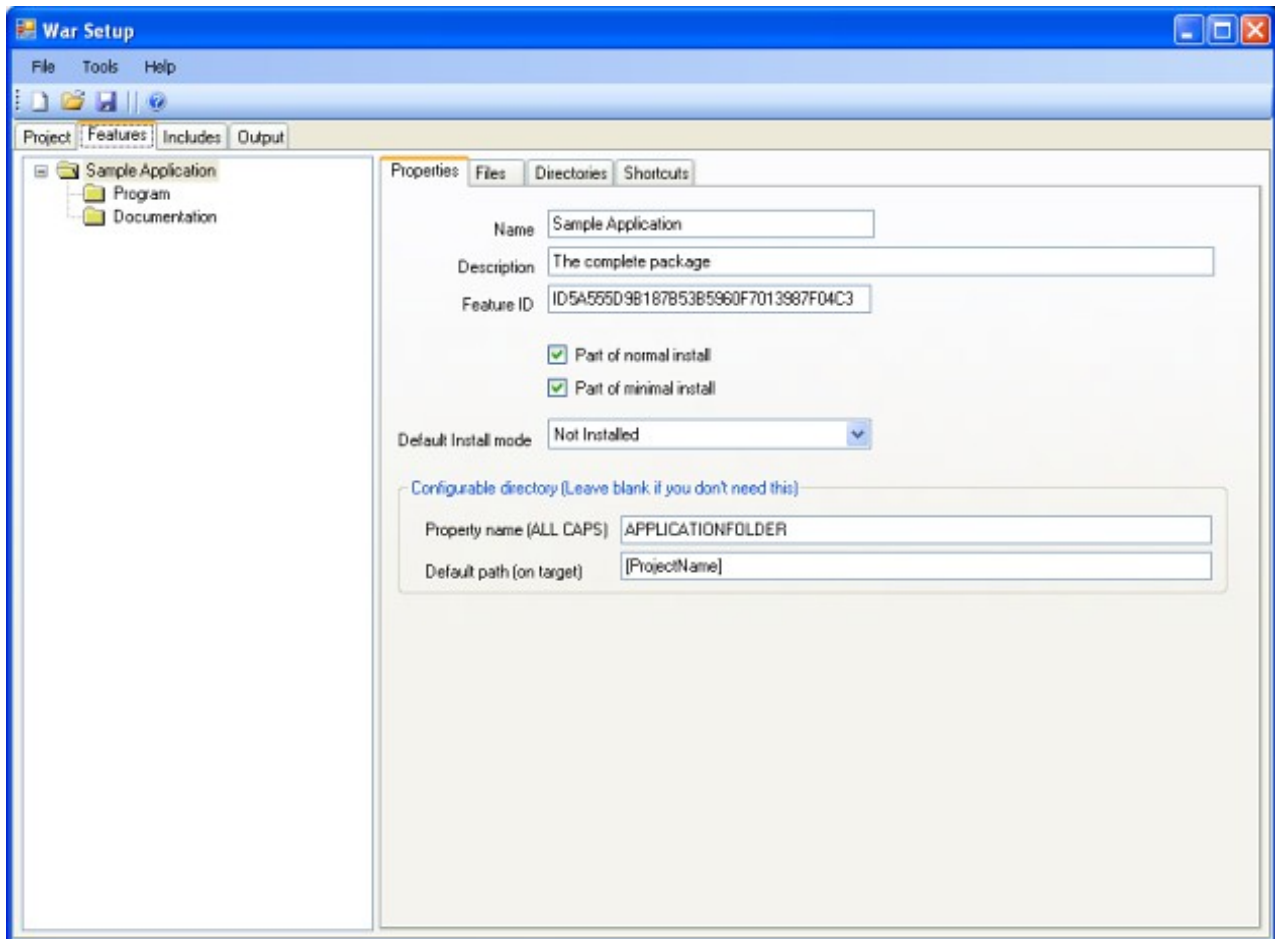 War Setup
File Tools Help
Project Features Includes Output
Sample Application
Program
Documentation
Properties Files Directories Shortcuts
Name Sample Application
Description The complete package
Feature ID ID5A555D9B187B53B5960F7013987F04C3
Part of normal install
Part of minimal install
Default Install mode Not Installed
Configurable directory (Leave blank if you don't need this)
Property name (ALL CAPS) APPLICATIONFOLDER
Default path (on target) [ProjectName]